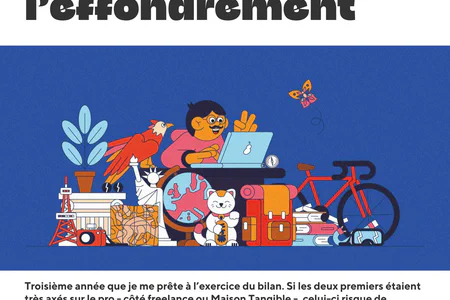 l’effondrement
Troisième année que je me prête à l’exercice du bilan. Si les deux premiers étaient
très axés sur le pro – côté freelance ou Maison Tangible –, celui-ci risque de